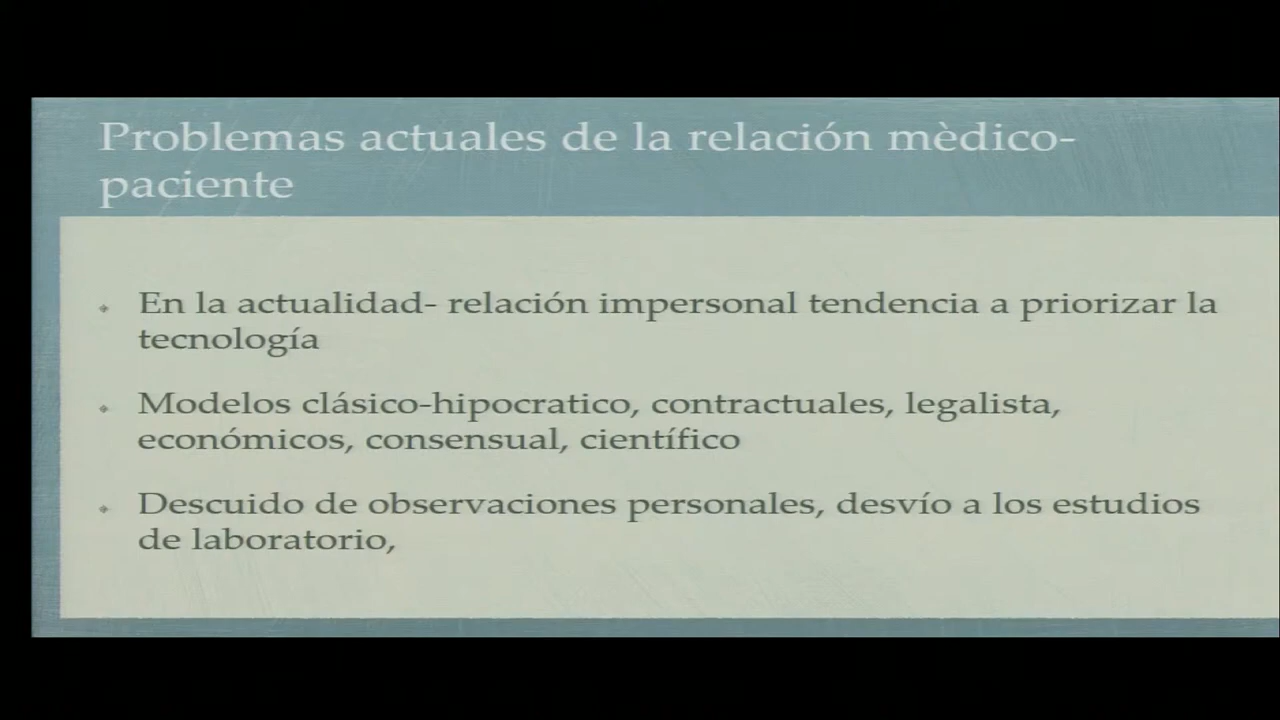 Problemas actuales de la relación mèdico-
paciente
En la actualidad- relación impersonal tendencia a priorizar la
tecnología
Modelos clásico-hipocratico, contractuales, legalista,
económicos, consensual, científico
Descuido de observaciones personales, desvío a los estudios
de laboratorio,